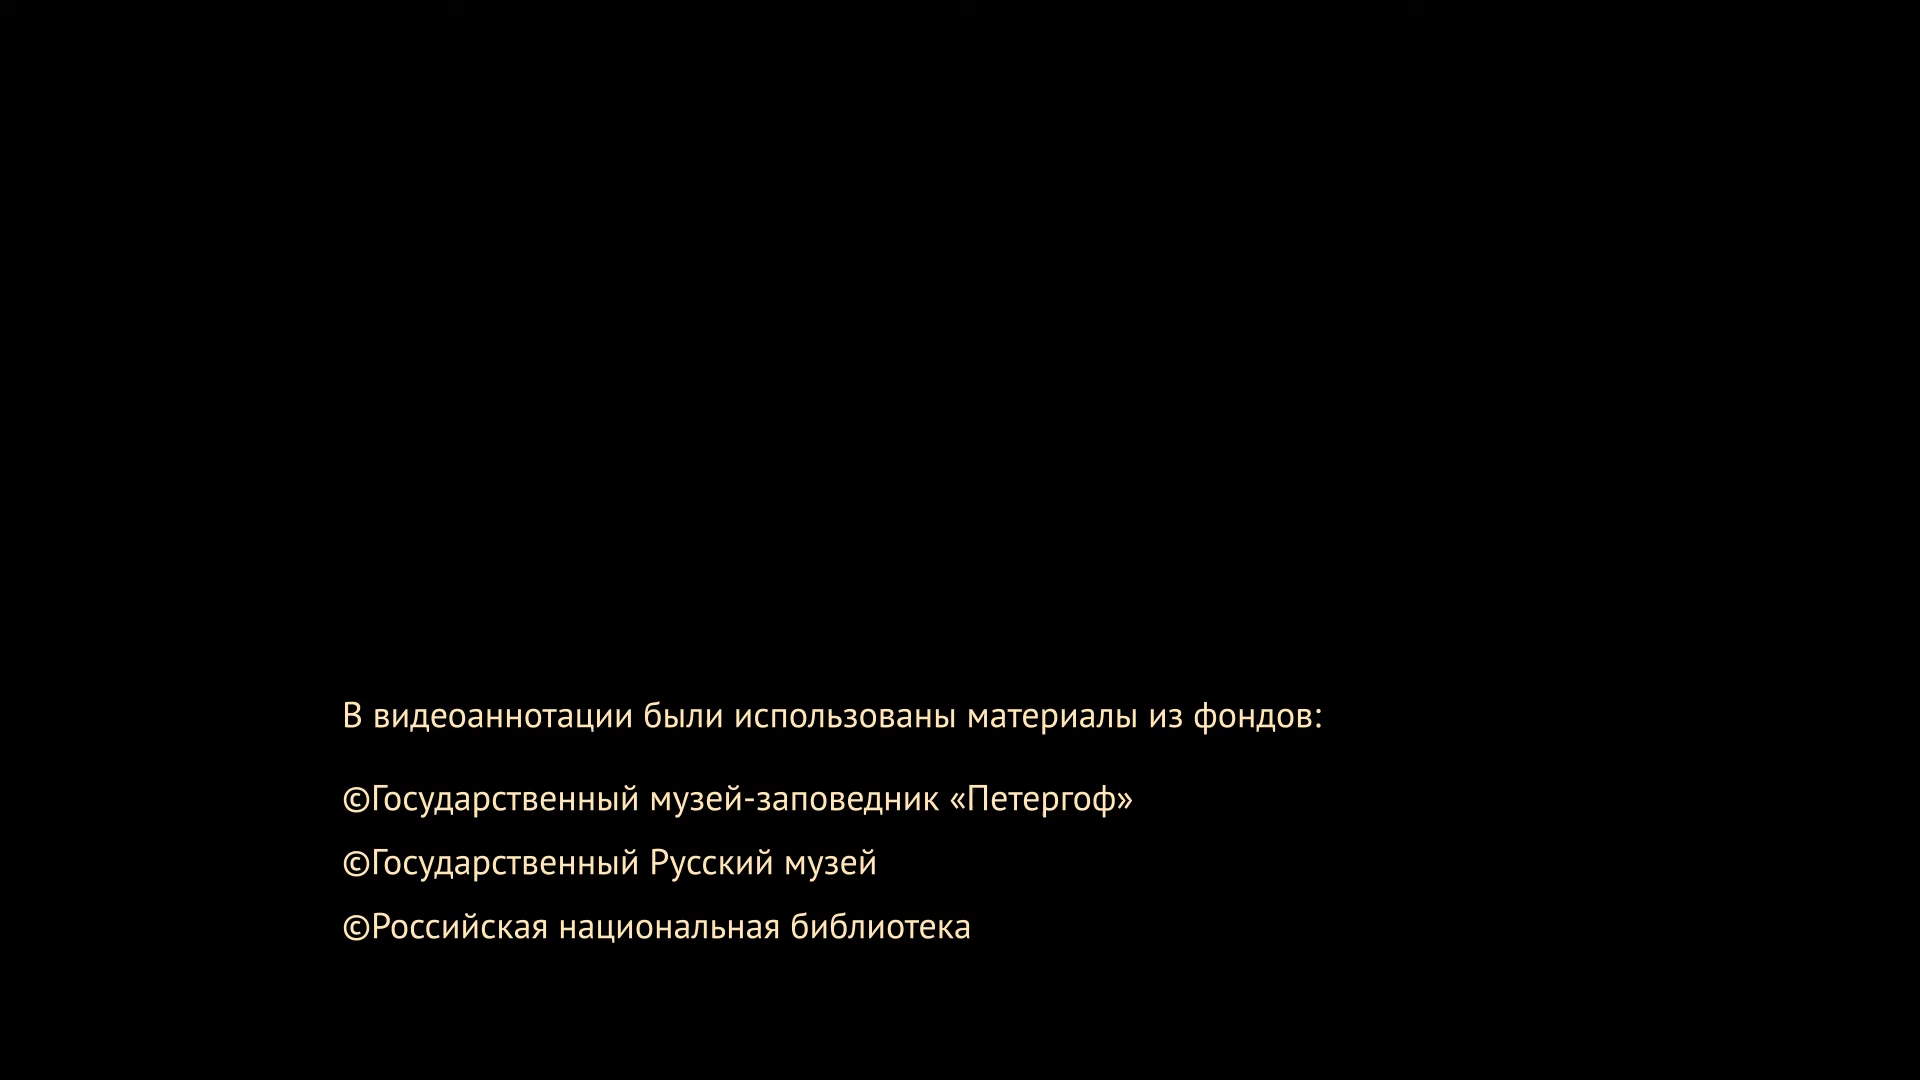 В видеоаннотации были использованы материалы из фондов:
©Государственный музей-заповедник «Петергоф»
©Государственный Русский музей
©Российская национальная библиотека